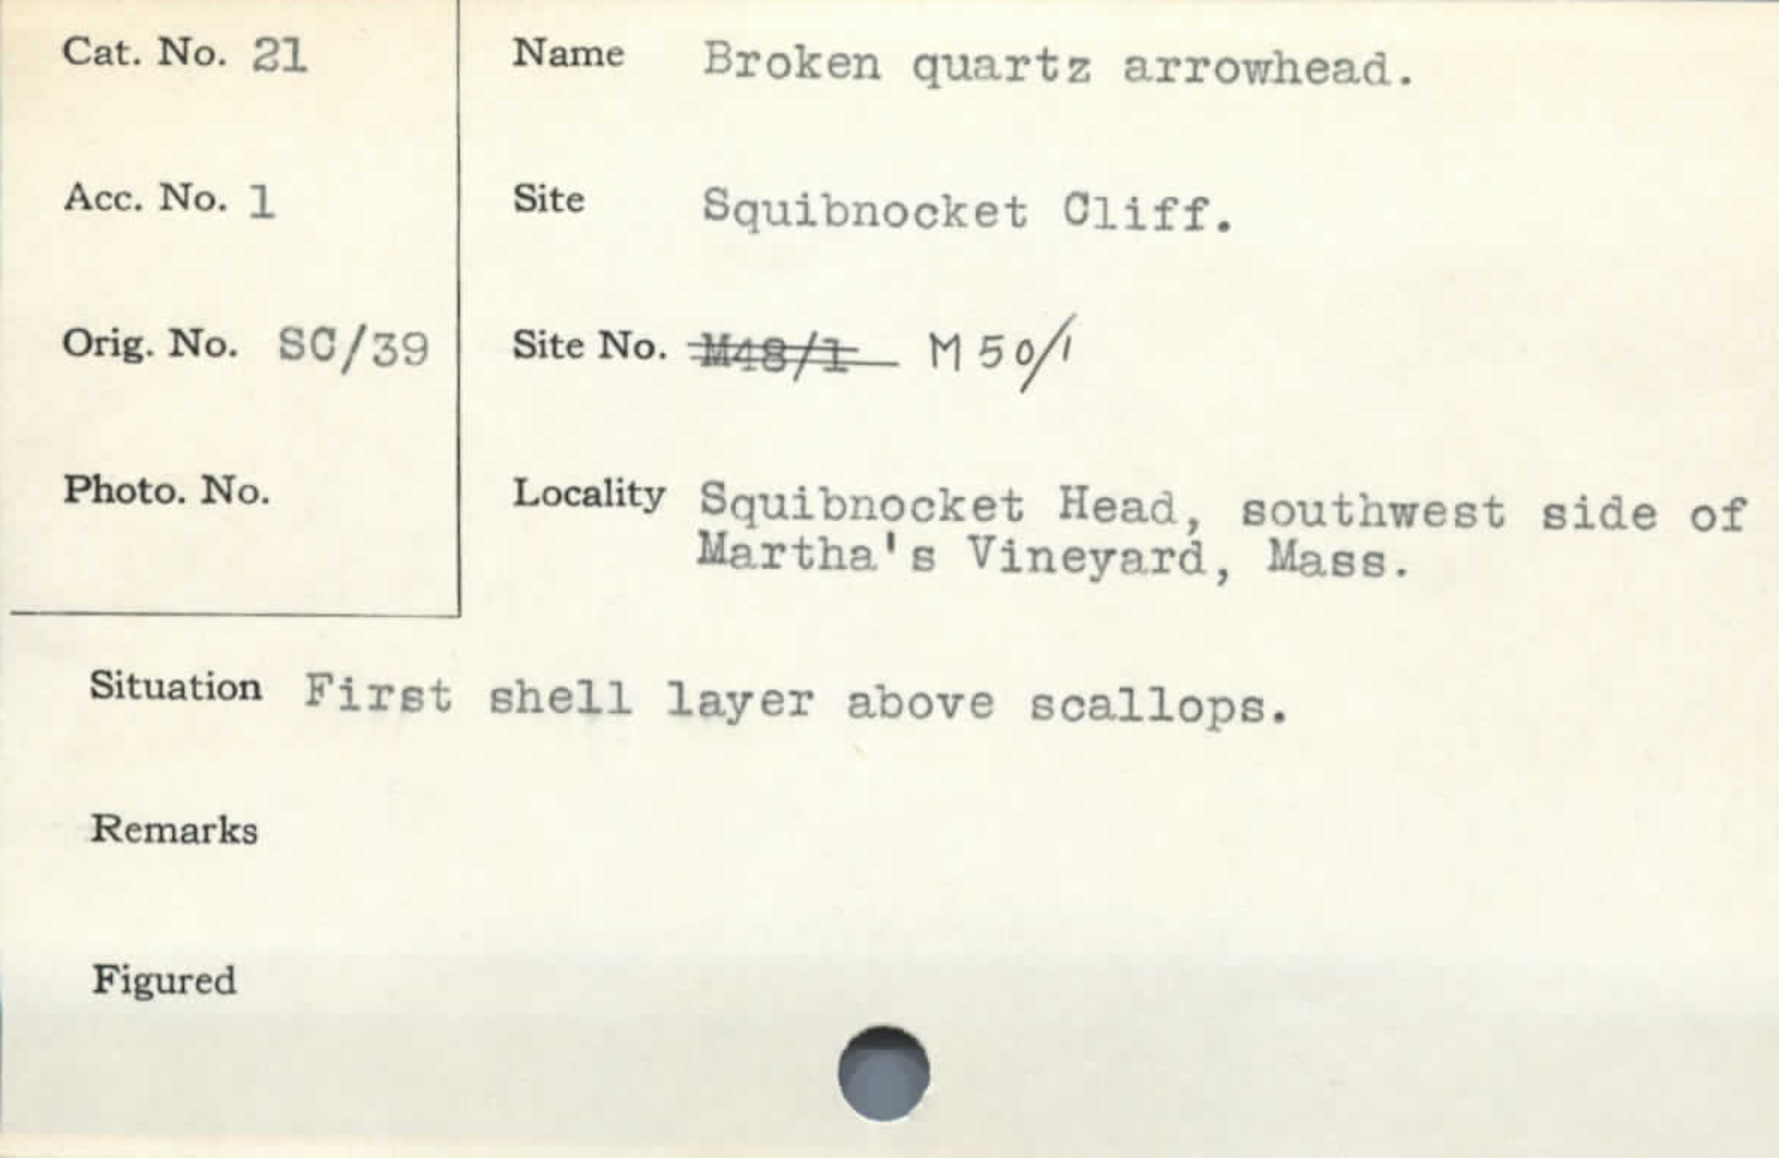 Cat. No. 21
Name Broken quartz arrowhead.
Acc. No. 1
Site Squibnocket Cliff.
Orig. No. SC/39
Site No. M48/1 M50/1
Photo. No.
Locality Squibnocket Head, southwest side of
Martha's Vineyard, Mass.
Situation First shell layer above scallops.
Remarks
Figured